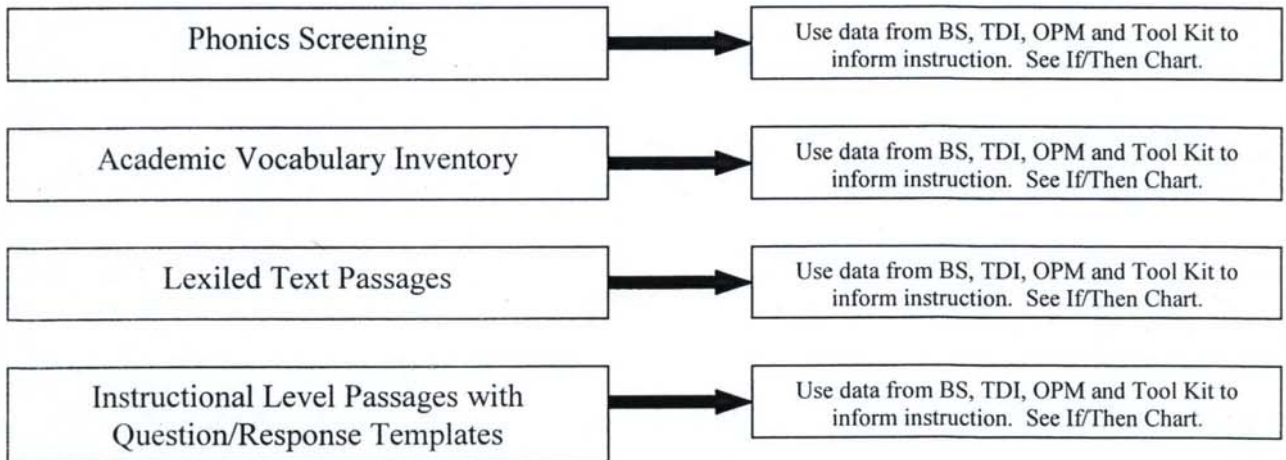 Phonics Screening
Use data from BS, TDI, OPM and Tool Kit to
inform instruction. See If/Then Chart.
Academic Vocabulary Inventory
Use data from BS, TDI, OPM and Tool Kit to
inform instruction. See If/Then Chart.
Lexiled Text Passages
Use data from BS, TDI, OPM and Tool Kit to
inform instruction. See If/Then Chart.
Instructional Level Passages with
Question/Response Templates
Use data from BS, TDI, OPM and Tool Kit to
inform instruction. See If/Then Chart.